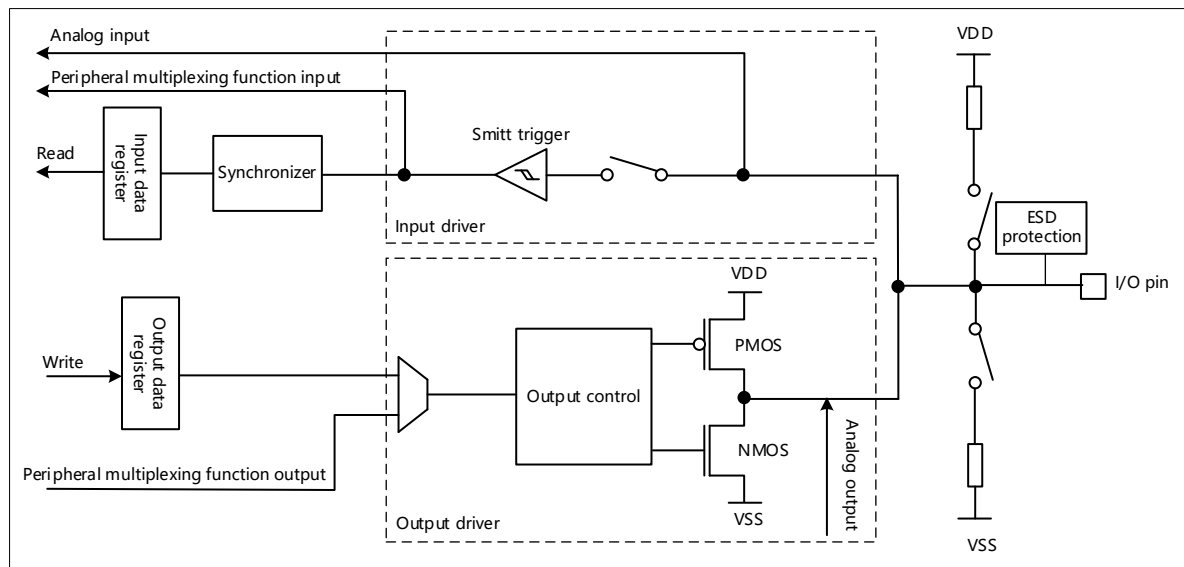 Analog input
Peripheral multiplexing function input
VDD
Smitt trigger
Input data
register
Read
Synchronizer
Input driver
ESD
protection
I/O pin
VDD
Output data
register
Write
PMOS
Output control
NMOS
Analog output
Peripheral multiplexing function output
VSS
Output driver
VSS